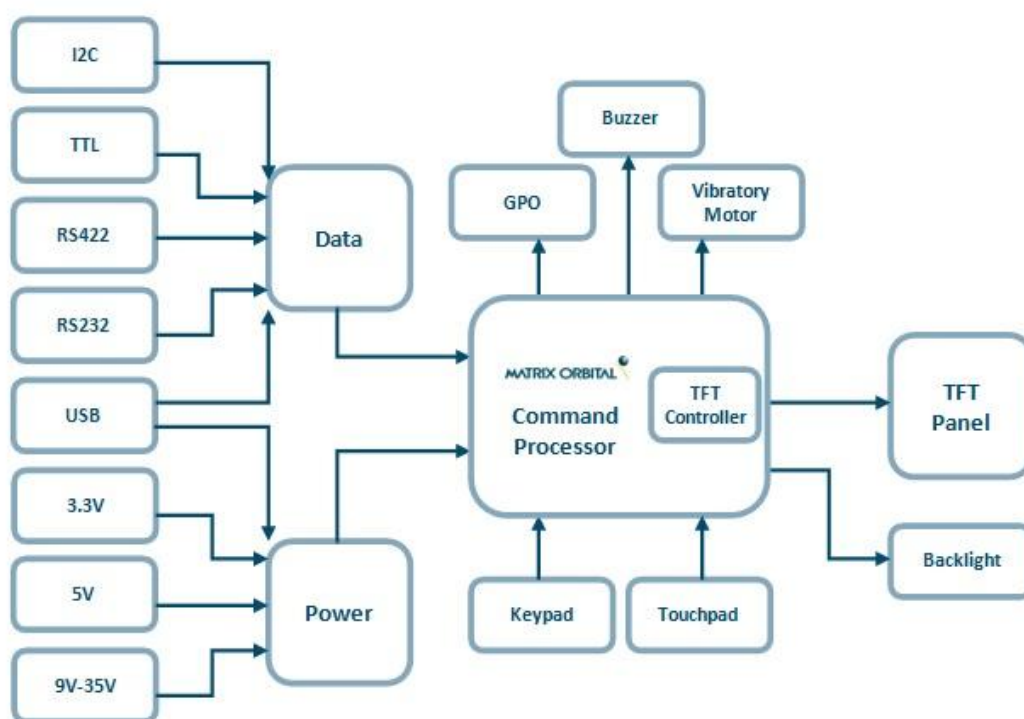 I2C
TTL
RS422
RS232
USB
3.3V
5V
9V-35V
Data
Power
GPO
Buzzer
Vibratory
Motor
MATRIX ORBITAL
Command
Processor
TFT
Controller
Keypad
Touchpad
TFT
Panel
Backlight